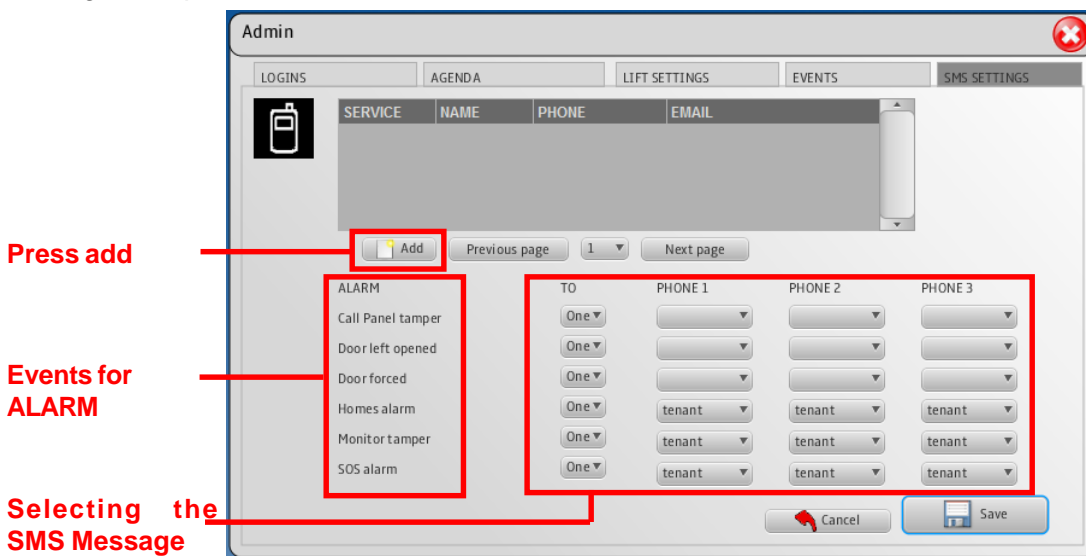 Admin
LOGINS AGENDA LIFT SETTINGS EVENTS SMS SETTINGS
SERVICE NAME PHONE EMAIL
Press add
Add Previous page 1 Next page
ALARM TO PHONE 1 PHONE 2 PHONE 3
Call Panel tamper One
Door left opened One
Events for
ALARM
Door forced One
Homes alarm One tenant tenant tenant
Monitor tamper One tenant tenant tenant
SOS alarm One tenant tenant tenant
Selecting the
SMS Message
Cancel Save